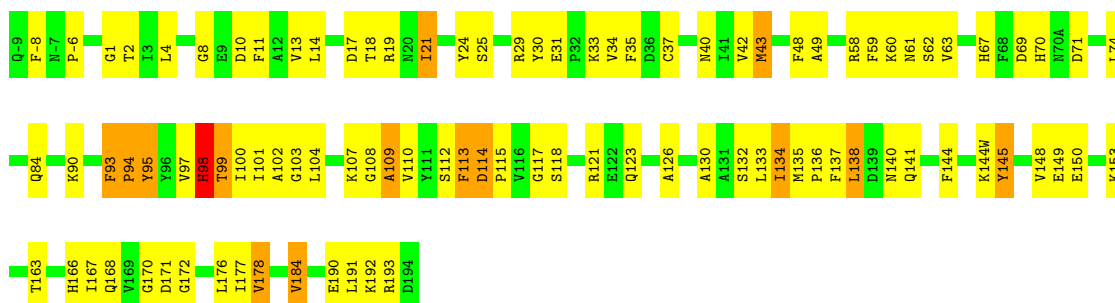 Q-9 F-8 N-7 P-6 G1 T2 I3 L4 G8 E9 D10 F11 A12 V13 L14 D17 T18 R19 N20 I21 Y24 S25 R29 Y30 E31 P32 K33 V34 F35 D36 C37 N40 I41 V42 M43 F48 A49 R58 F59 K60 N61 S62 V63 H67 F68 D69 H70 N70A D71 L74
Q84 K90 F93 P94 Y95 Y96 V97 H98 T99 I100 I101 A102 G103 L104 K107 G108 A109 V110 Y111 S112 F113 D114 P115 V116 G117 S118 R121 E122 Q123 A126 A130 A131 S132 L133 I134 M135 P136 F137 L138 D139 N140 Q141 F144 K144W Y145 V148 E149 E150 K153
T163 H166 I167 Q168 V169 G170 D171 G172 L176 I177 V178 V184 E190 L191 K192 R193 D194